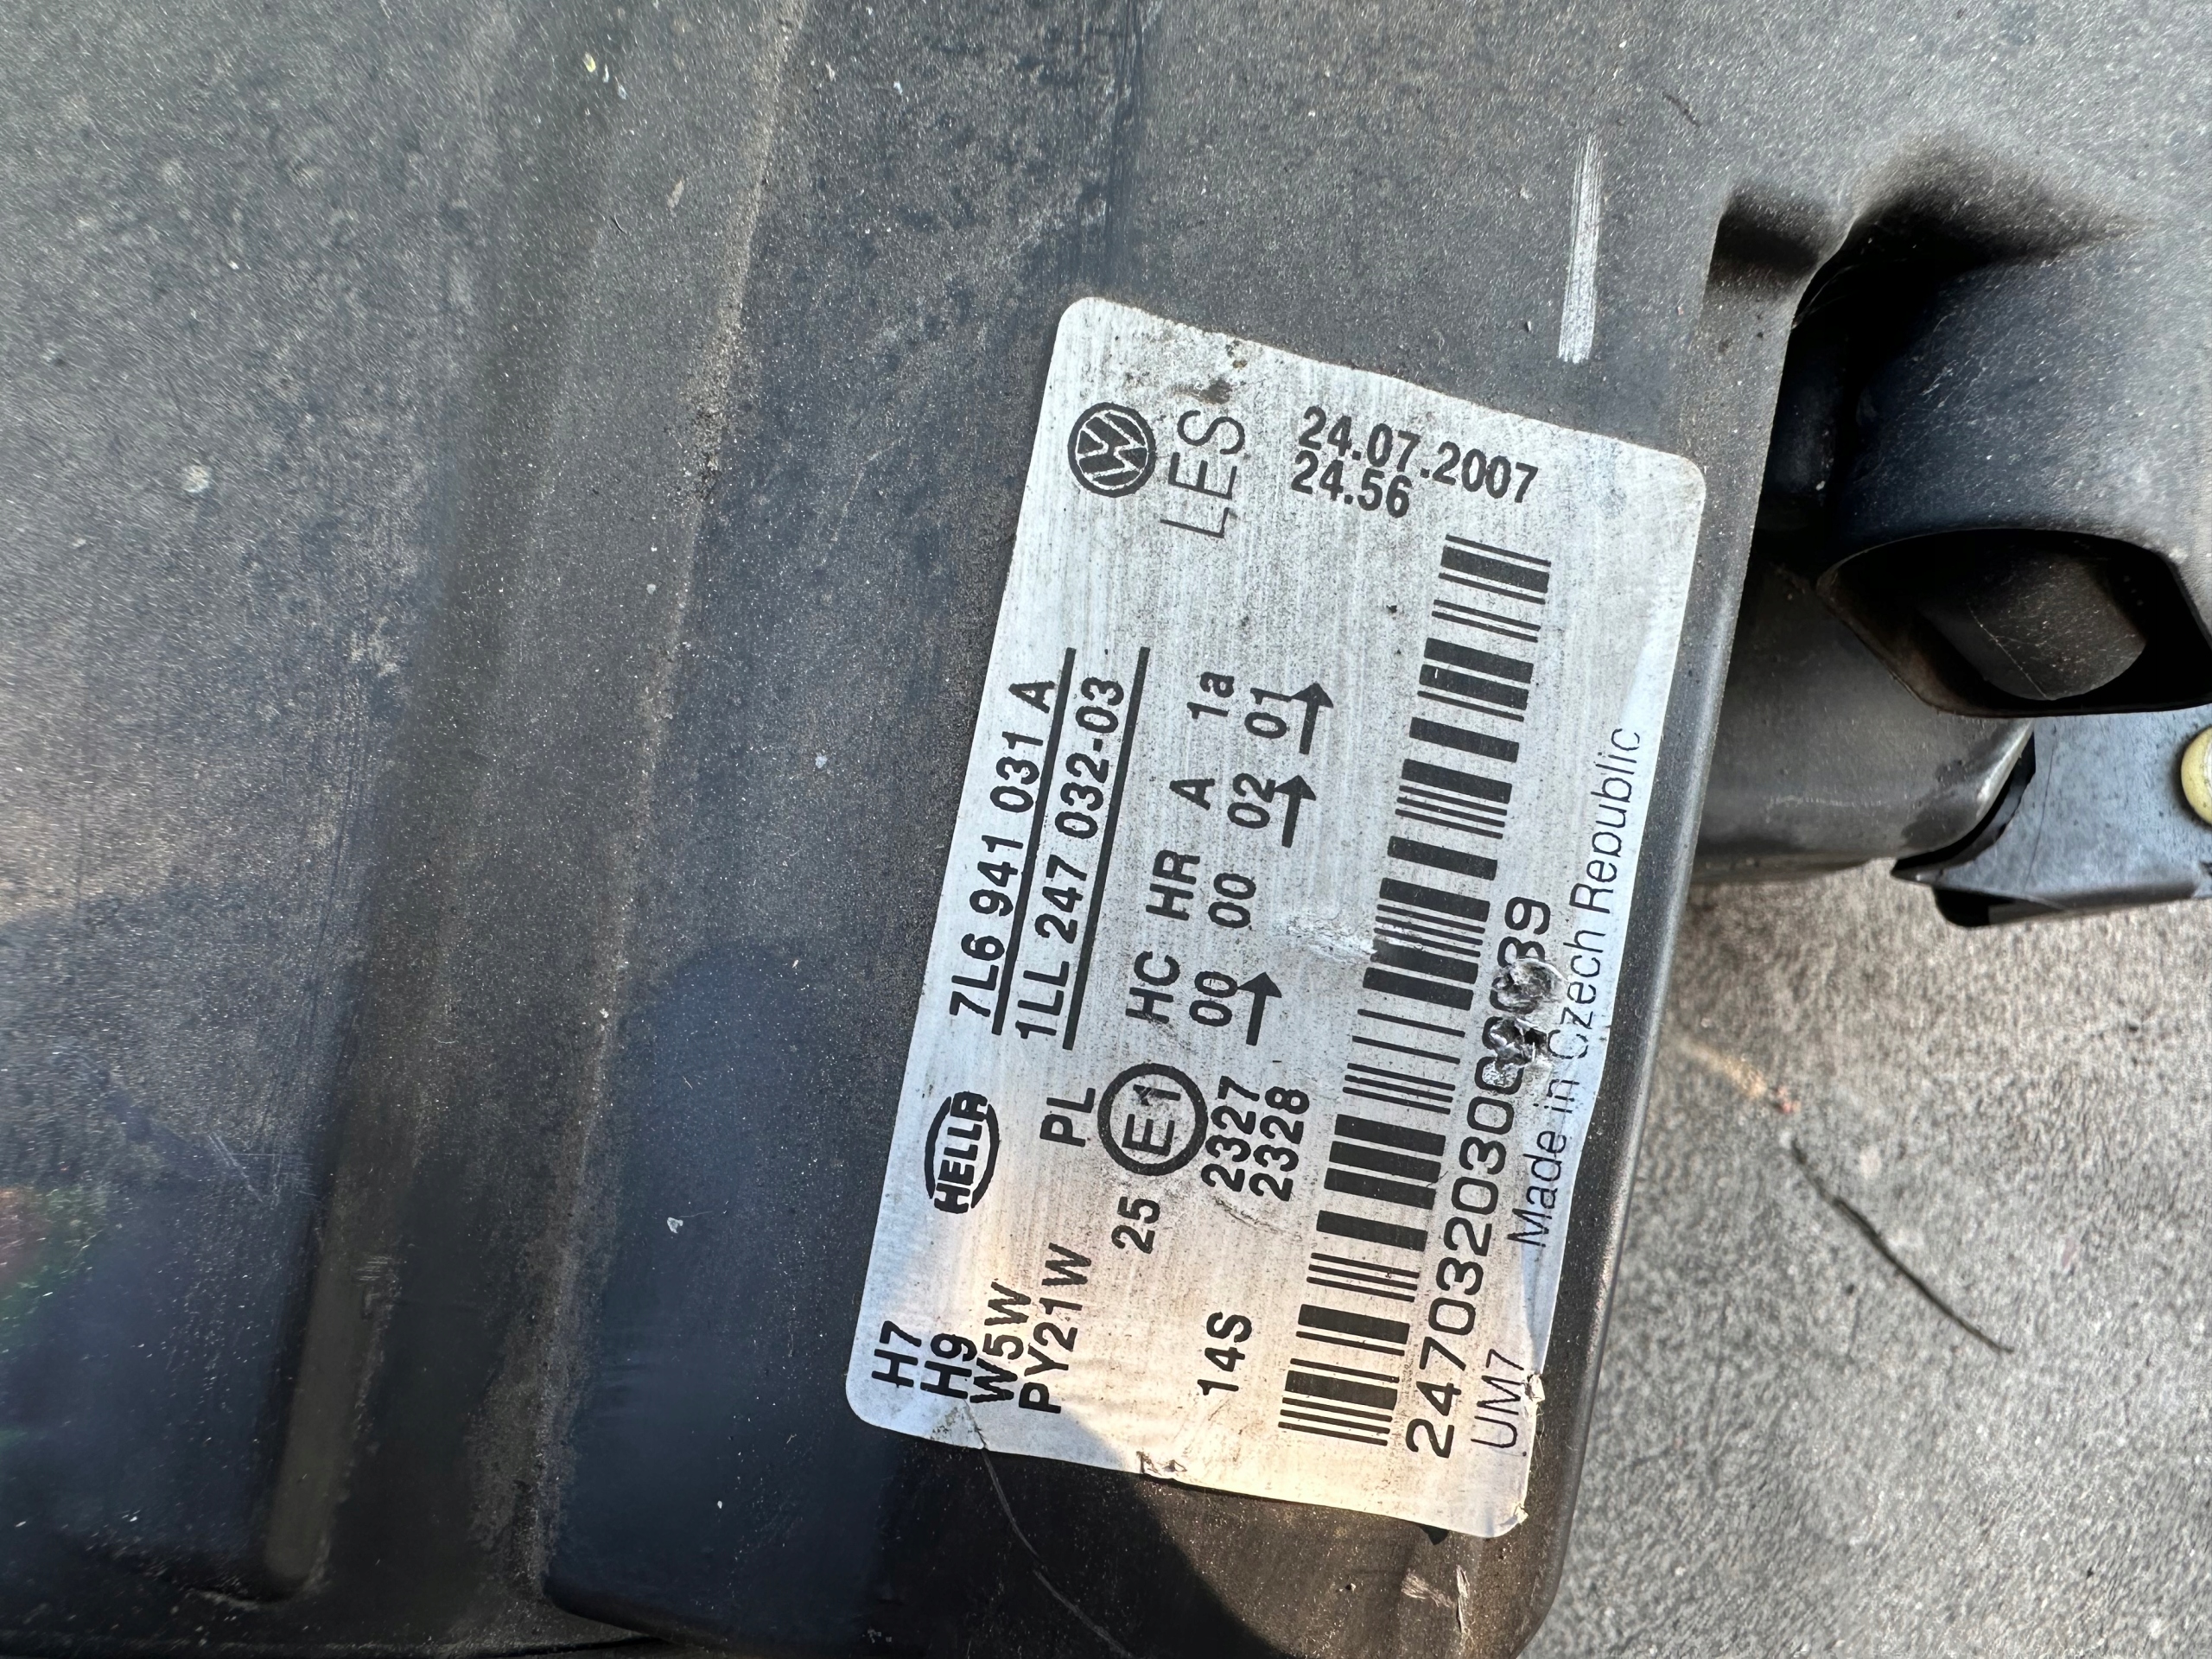 H7
H9
W5W
PY21W
HELLA
PL
7L6 941 031 A
1LL 247 032-03
LES
24.07.2007
24.56
25 E1
HC HR A 1a
00 00 02 01
14S
2327
2328
Made in Czech Republic
UM7